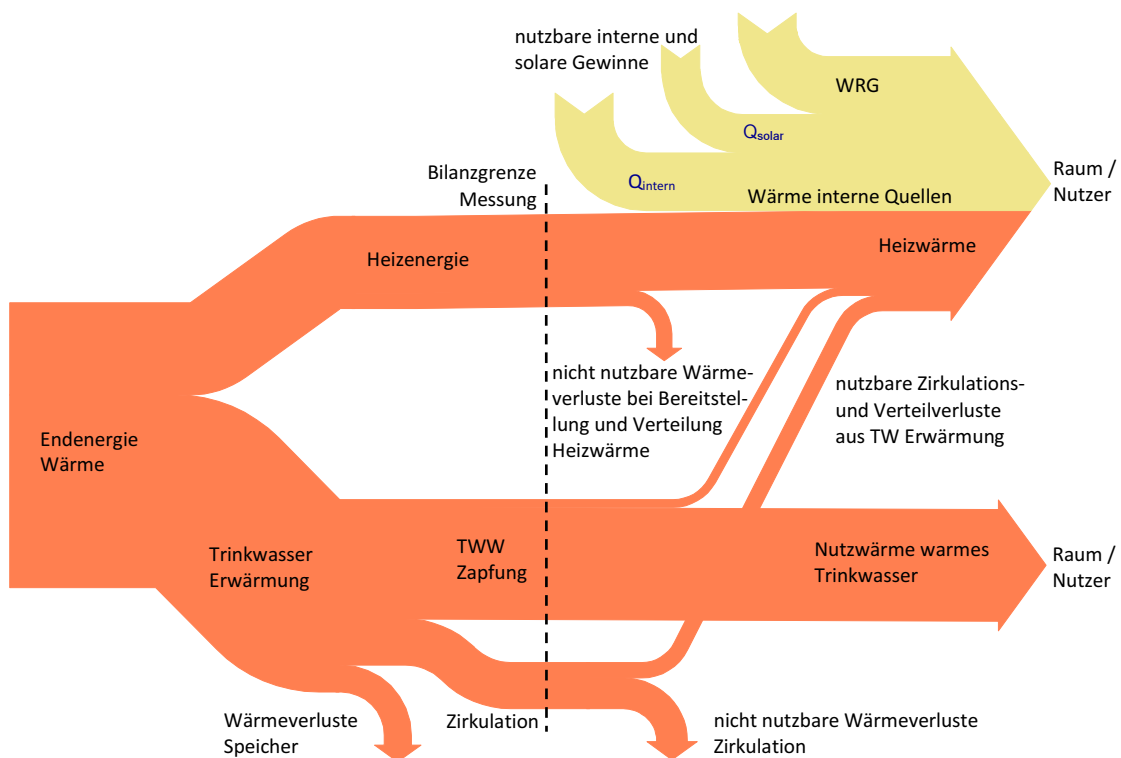 nutzbare interne und
solare Gewinne
WRG
Qsolar
Qintern
Wärme interne Quellen
Raum /
Nutzer
Bilanzgrenze
Messung
Heizenergie
Heizwärme
nicht nutzbare Wärme-
verluste bei Bereitstel-
lung und Verteilung
Heizwärme
nutzbare Zirkulations-
und Verteilverluste
aus TW Erwärmung
Endenergie
Wärme
Trinkwasser
Erwärmung
TWW
Zapfung
Nutzwärme warmes
Trinkwasser
Raum /
Nutzer
Wärmeverluste
Speicher
Zirkulation
nicht nutzbare Wärmeverluste
Zirkulation